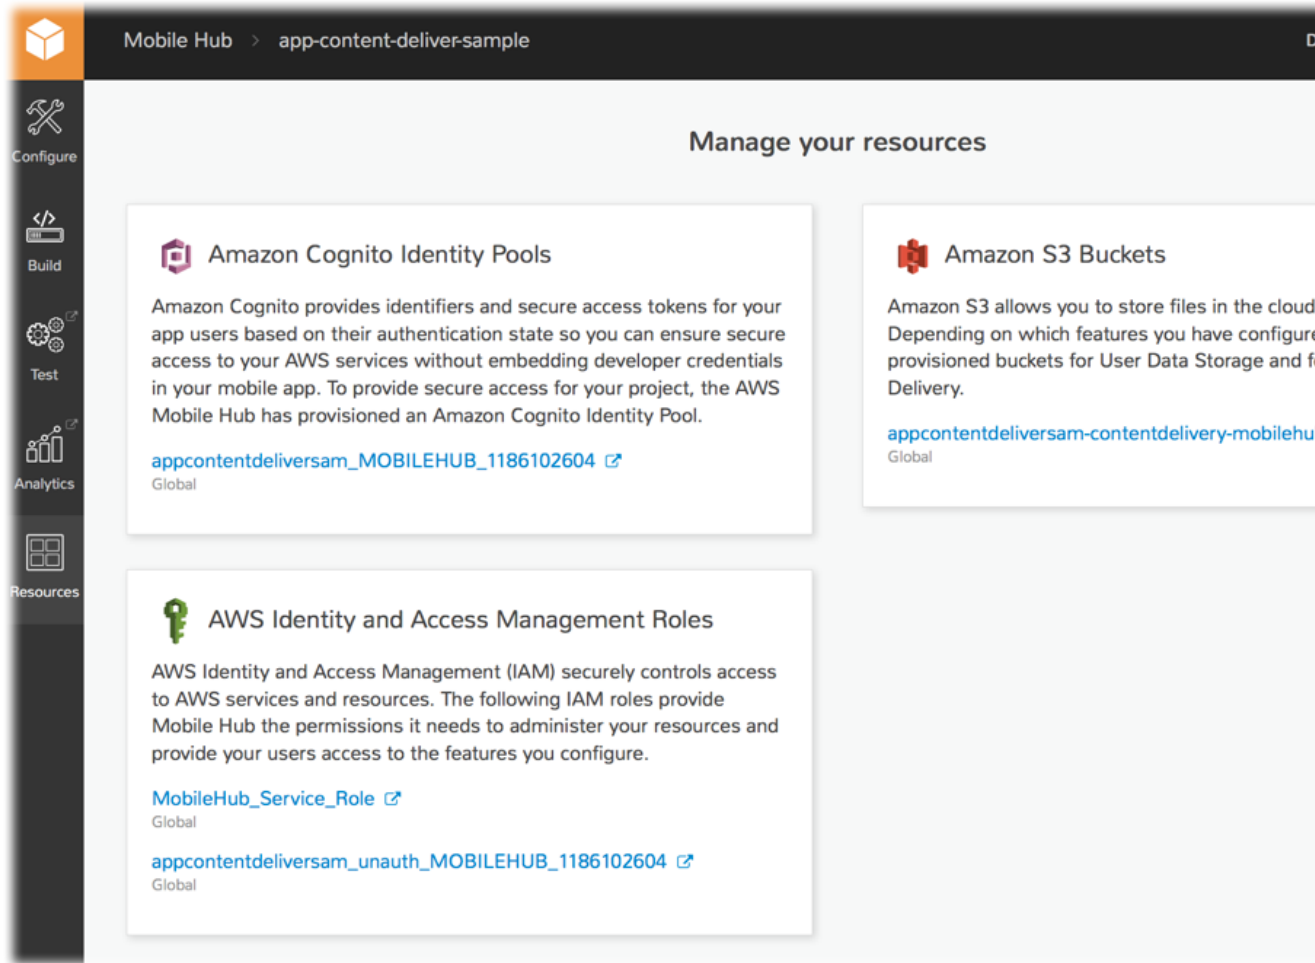 Mobile Hub > app-content-deliver-sample
Configure
Build
Test
Analytics
Resources
Manage your resources
Amazon Cognito Identity Pools
Amazon Cognito provides identifiers and secure access tokens for your
app users based on their authentication state so you can ensure secure
access to your AWS services without embedding developer credentials
in your mobile app. To provide secure access for your project, the AWS
Mobile Hub has provisioned an Amazon Cognito Identity Pool.
appcontentdeliversam_MOBILEHUB_1186102604
Global
Amazon S3 Buckets
Amazon S3 allows you to store files in the cloud
Depending on which features you have configure
provisioned buckets for User Data Storage and f
Delivery.
appcontentdeliversam-contentdelivery-mobilehu
Global
AWS Identity and Access Management Roles
AWS Identity and Access Management (IAM) securely controls access
to AWS services and resources. The following IAM roles provide
Mobile Hub the permissions it needs to administer your resources and
provide your users access to the features you configure.
MobileHub_Service_Role
Global
appcontentdeliversam_unauth_MOBILEHUB_1186102604
Global